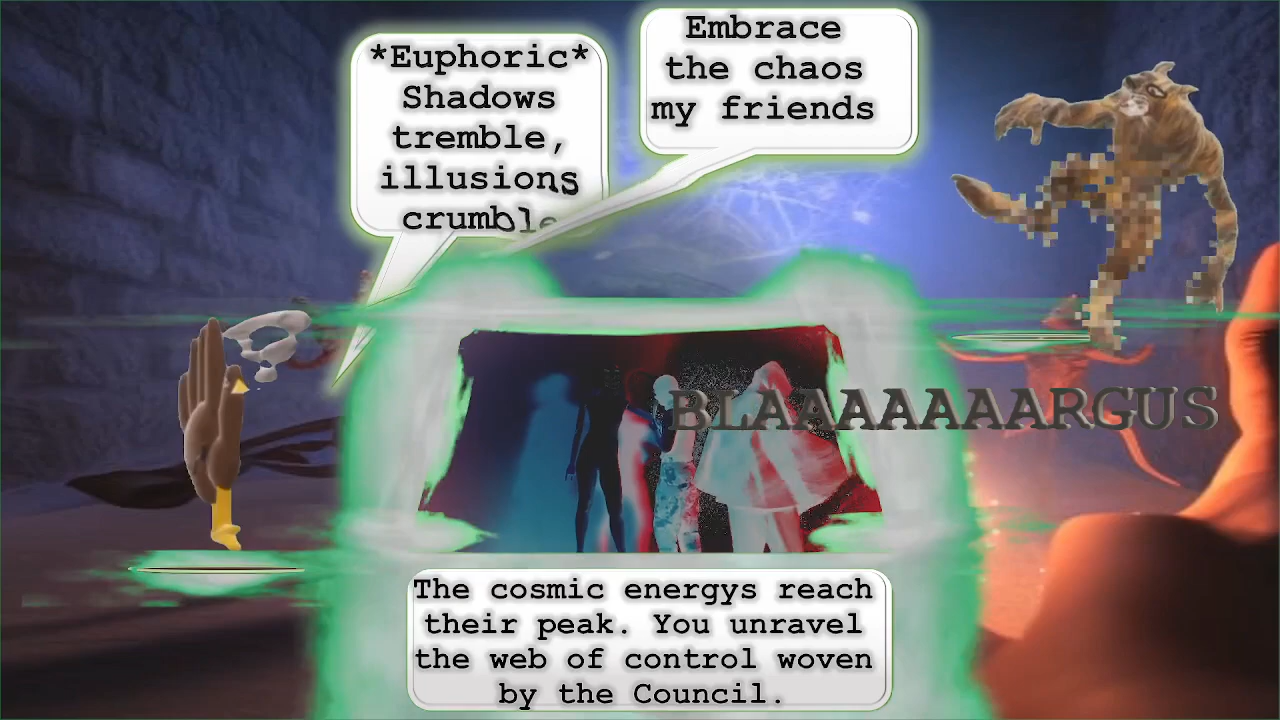 *Euphoric*
Shadows
tremble,
illusions
crumble
Embrace
the chaos
my friends
BLAAAAAAAARGUS
The cosmic energys reach
their peak. You unravel
the web of control woven
by the Council.